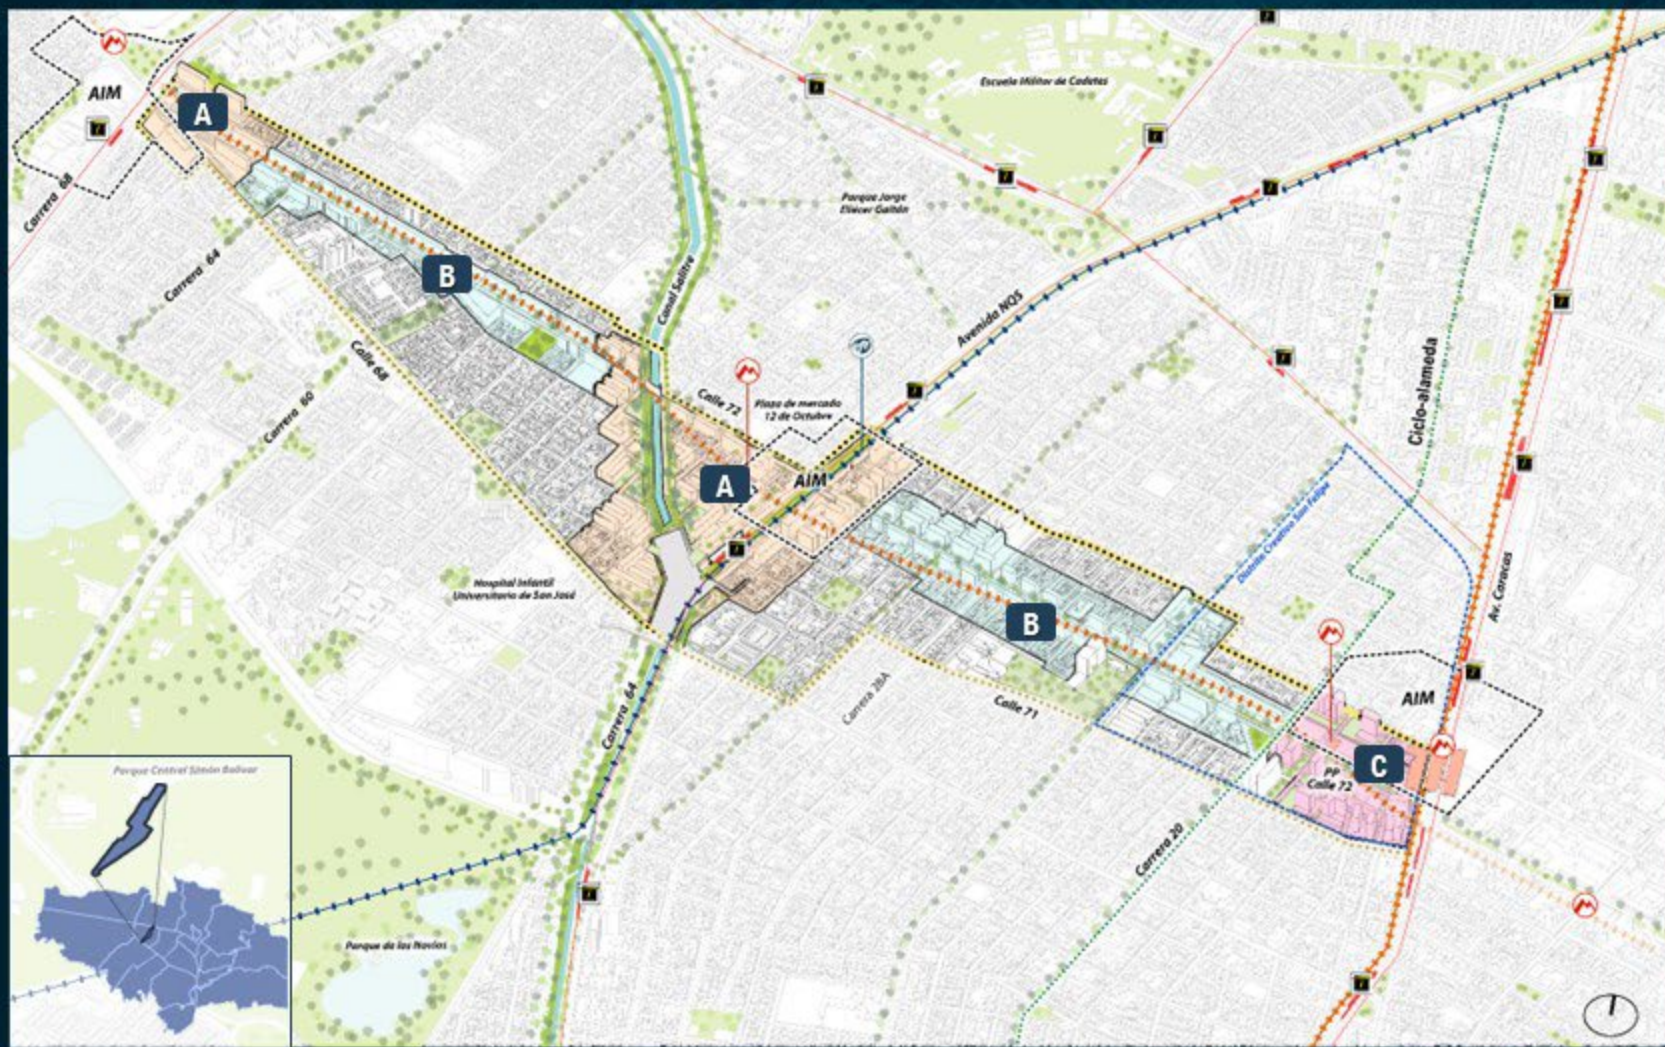 Escuela Militar de Cadetes
AIM
A
Carrera 68
Parque Jorge
Eliécer Gaitán
Carrera 64
B
Canal Salitre
Avenida NQS
Calle 68
Ciclo-alameda
Calle 72
Plaza de mercado
12 de Octubre
Carrera 60
A
AIM
Distrito Creativo San Felipe
Hospital Infantil
Universitario de San José
Av. Caracas
B
Carrera 28A
Calle 71
AIM
Carrera 64
PP
Calle 72
C
Parque Central Simón Bolívar
Carrera 20
Parque de los Novios